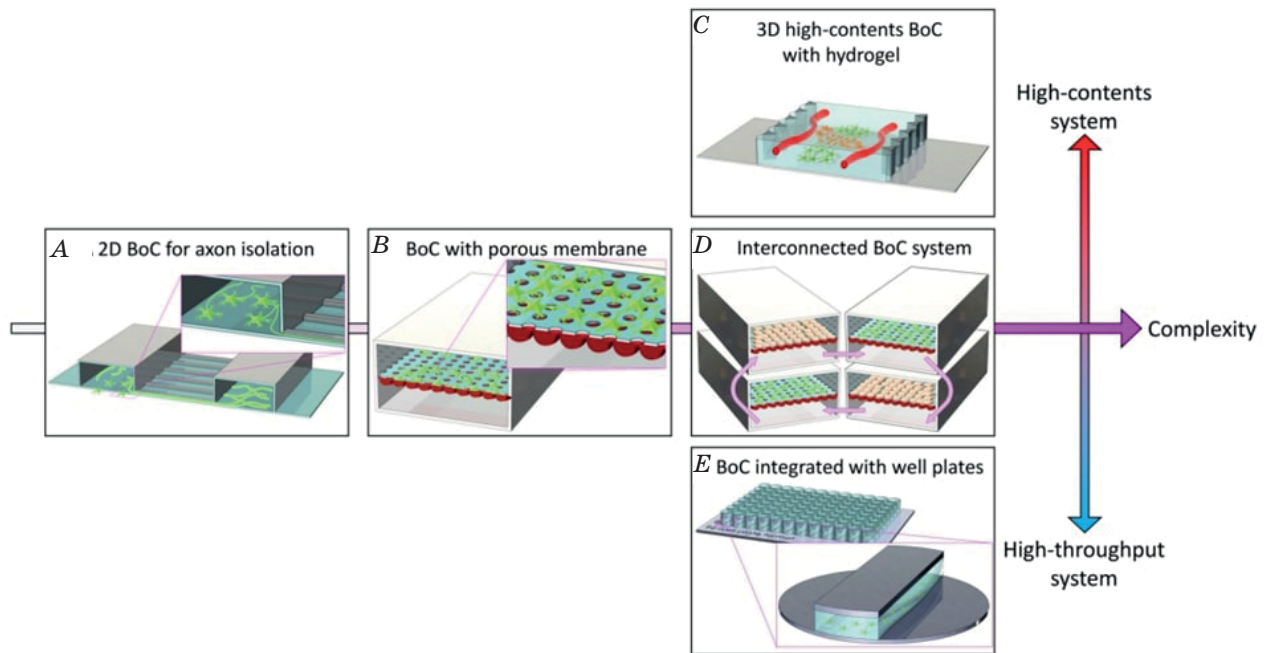 C
3D high-contents BoC
with hydrogel
High-contents
system
A
2D BoC for axon isolation
B
BoC with porous membrane
D
Interconnected BoC system
Complexity
E
BoC integrated with well plates
High-throughput
system